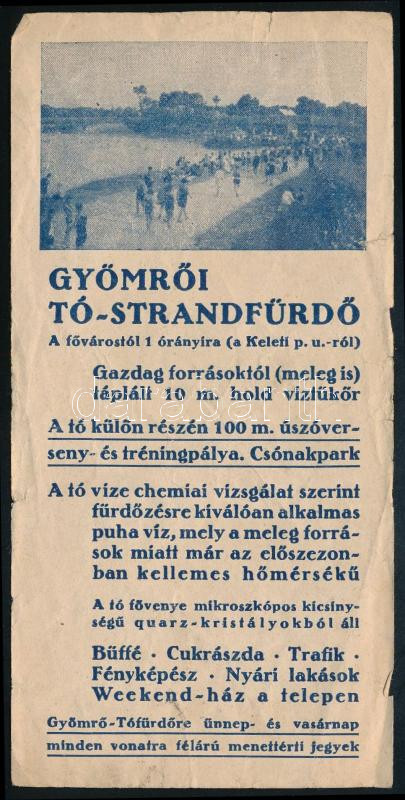 GYÖMRŐI
TÓ-STRANDFÜRDŐ
A fővárostól 1 órányira (a Keleti p. u.-ról)
Gazdag forrásoktól (meleg is)
táplált 10 m. hold víztükör
A tó külön részén 100 m. úszóver-
seny- és tréningpálya. Csónakpark
A tó vize chemiai vizsgálat szerint
fürdőzésre kiválóan alkalmas
puha víz, mely a meleg forrá-
sok miatt már az előszezon-
ban kellemes hőmérsékű
A tó fövenye mikroszkópos kicsiny-
ségű quarz-kristályokból áll
Büffé · Cukrászda · Trafik ·
Fényképész · Nyári lakások
Weekend-ház a telepen
Gyömrő-Tófürdőre ünnep- és vasárnap
minden vonatra félárú menettérti jegyek
darabanth.com